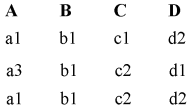 A B C D
a1 b1 c1 d2
a3 b1 c2 d1
a1 b1 c2 d2